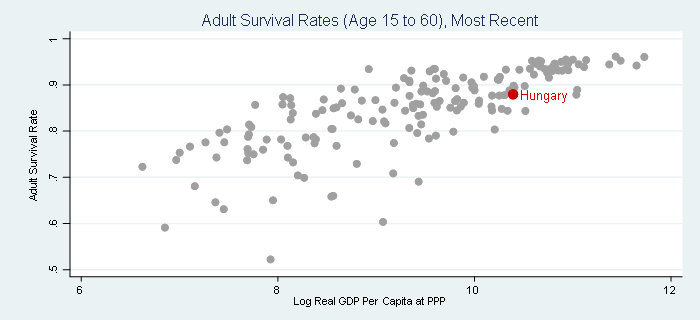 Adult Survival Rates (Age 15 to 60), Most Recent
Adult Survival Rate
1
.9
.8
.7
.6
.5
Hungary
6 8 10 12
Log Real GDP Per Capita at PPP